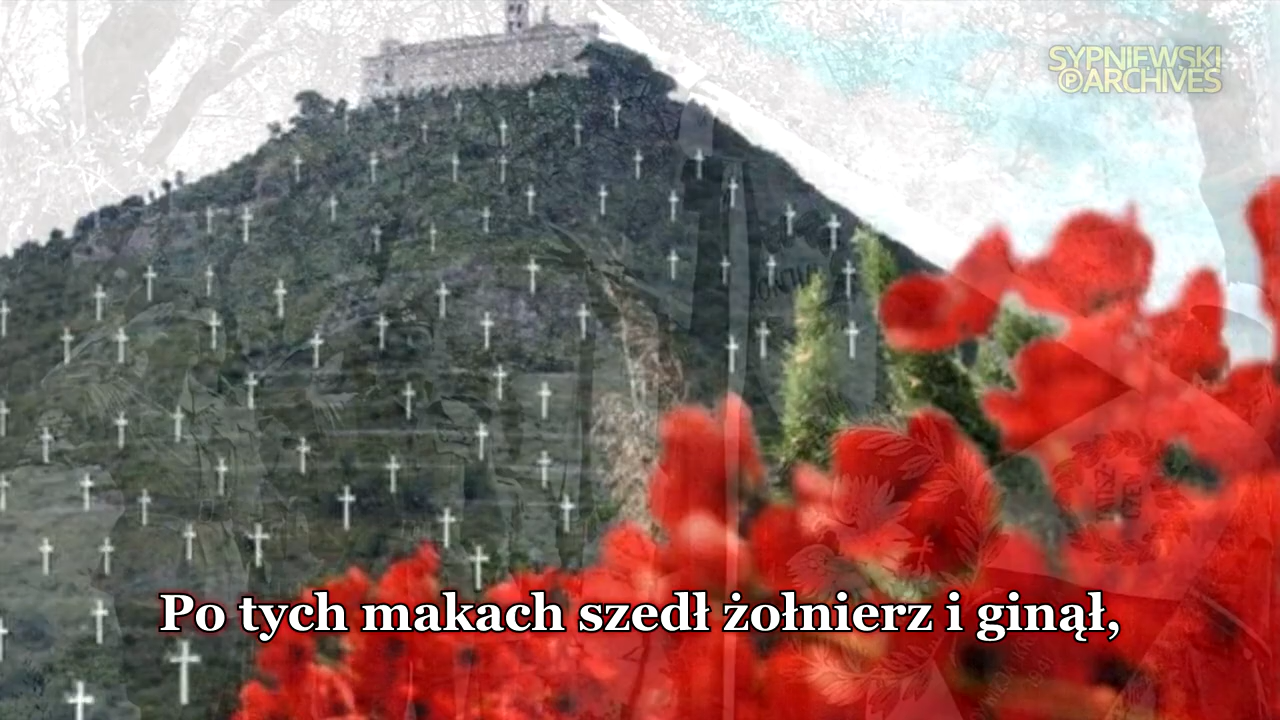 SYPNIEWSKI
℗ARCHIVES
Po tych makach szedł żołnierz i ginął,